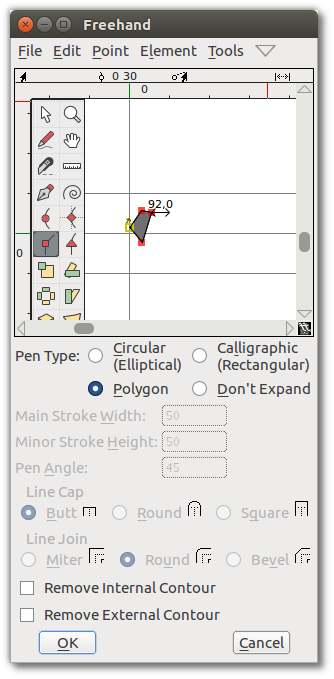 Freehand
File Edit Point Element Tools
0 30
0
92,0
0
Pen Type: Circular (Elliptical) Calligraphic (Rectangular)
Polygon Don't Expand
Main Stroke Width: 50
Minor Stroke Height: 50
Pen Angle: 45
Line Cap
Butt Round Square
Line Join
Miter Round Bevel
Remove Internal Contour
Remove External Contour
OK Cancel